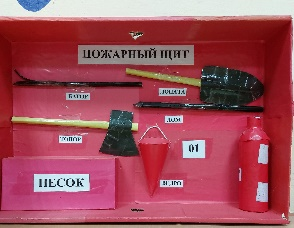 ПОЖАРНЫЙ ЩИТ
БАГОР
ЛОПАТА
ЛОМ
ТОПОР
01
ПЕСОК
ВЕДРО